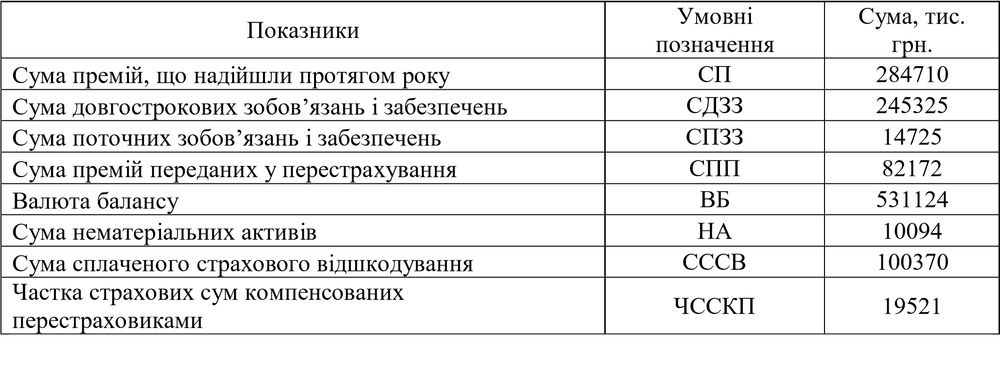 Показники
Умовні
позначення
Сума, тис.
грн.
Сума премій, що надійшли протягом року СП 284710
Сума довгострокових зобов’язань і забезпечень СДЗЗ 245325
Сума поточних зобов’язань і забезпечень СПЗЗ 14725
Сума премій переданих у перестрахування СПП 82172
Валюта балансу ВБ 531124
Сума нематеріальних активів НА 10094
Сума сплаченого страхового відшкодування СССВ 100370
Частка страхових сум компенсованих
перестраховиками
ЧССКП 19521